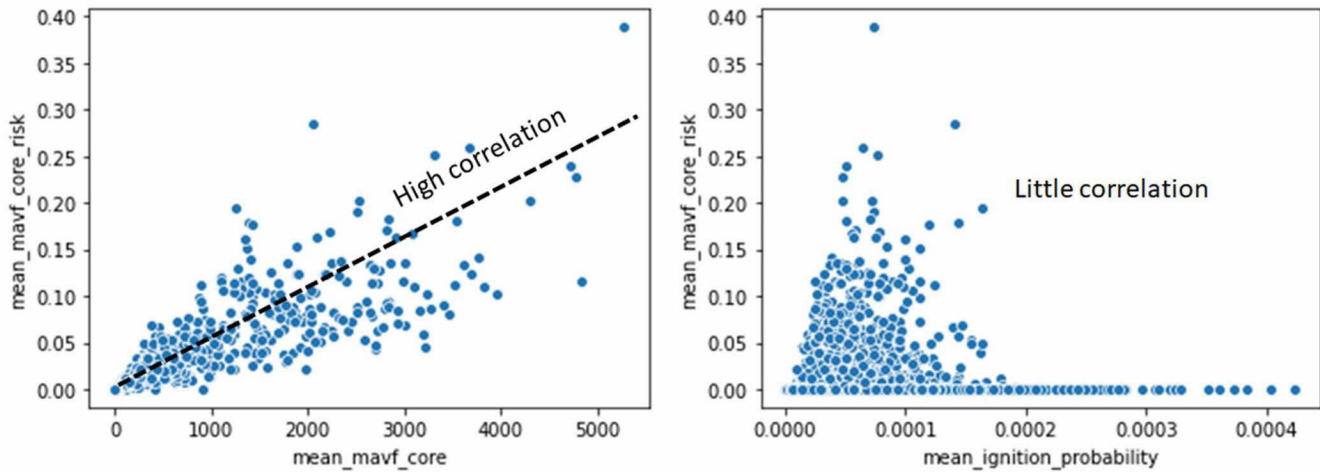 0.40
0.35
0.30
0.25
0.20
0.15
0.10
0.05
0.00
mean_mavf_core_risk
High correlation
0 1000 2000 3000 4000 5000
mean_mavf_core
0.40
0.35
0.30
0.25
0.20
0.15
0.10
0.05
0.00
mean_mavf_core_risk
Little correlation
0.0000 0.0001 0.0002 0.0003 0.0004
mean_ignition_probability